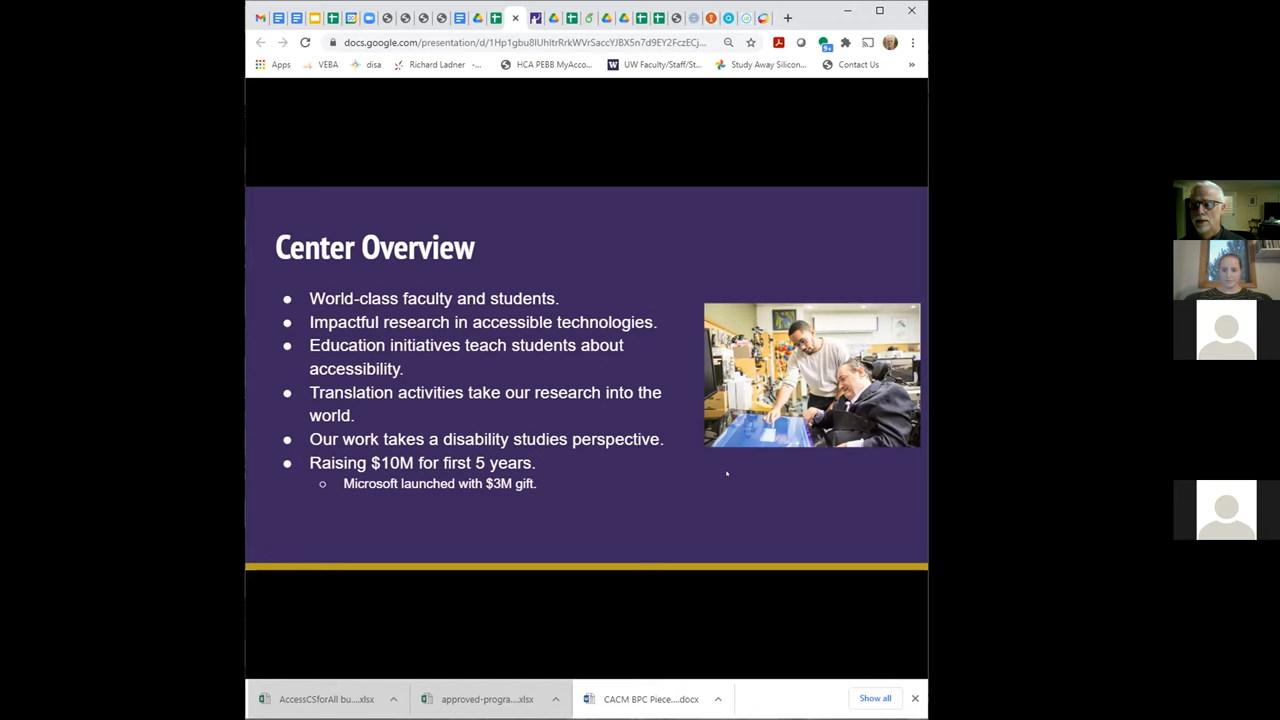 docs.google.com/presentation/d/1Hp1gbu8lUhItrRrkWVrSaccYJBX5n7d9EY2FczECj...
9+
Apps
VEBA
disa
Richard Ladner -...
HCA PEBB MyAcco...
UW Faculty/Staff/St...
Study Away Silicon...
Contact Us
»
Center Overview
● World-class faculty and students.
● Impactful research in accessible technologies.
● Education initiatives teach students about
accessibility.
● Translation activities take our research into the
world.
● Our work takes a disability studies perspective.
● Raising $10M for first 5 years.
○ Microsoft launched with $3M gift.
AccessCSforAll bu....xlsx
approved-progra....xlsx
CACM BPC Piece....docx
Show all